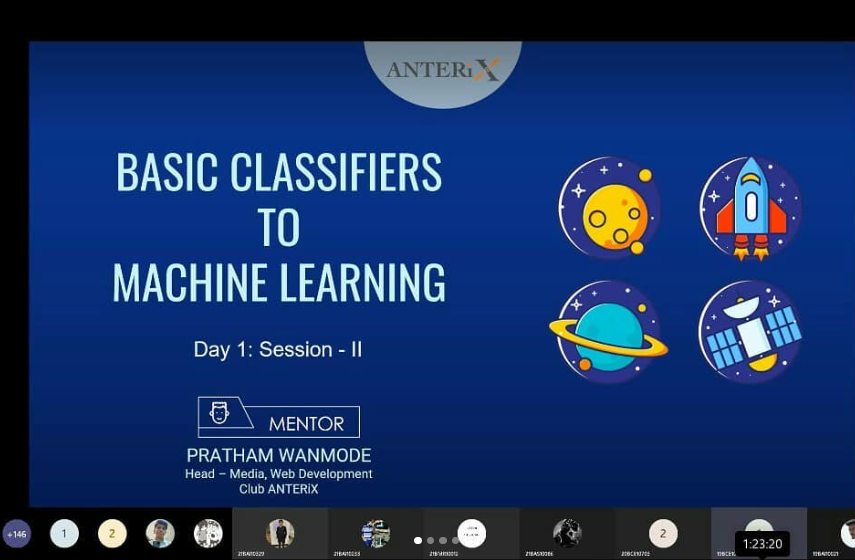 ANTERiX
BASIC CLASSIFIERS
TO
MACHINE LEARNING
Day 1: Session - II
MENTOR
PRATHAM WANMODE
Head – Media, Web Development
Club ANTERiX
+146
1
2
2
1:23:20